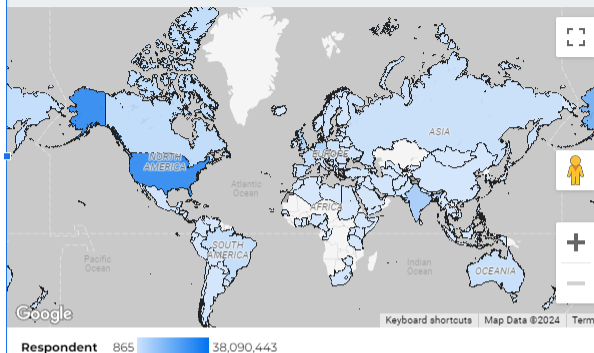 ASIA
NORTH
AMERICA
EUROPE
Atlantic
Ocean
AFRICA
SOUTH
AMERICA
Pacific
Ocean
Indian
Ocean
OCEANIA
Google
Keyboard shortcuts Map Data ©2024 Term
Respondent 865 38,090,443